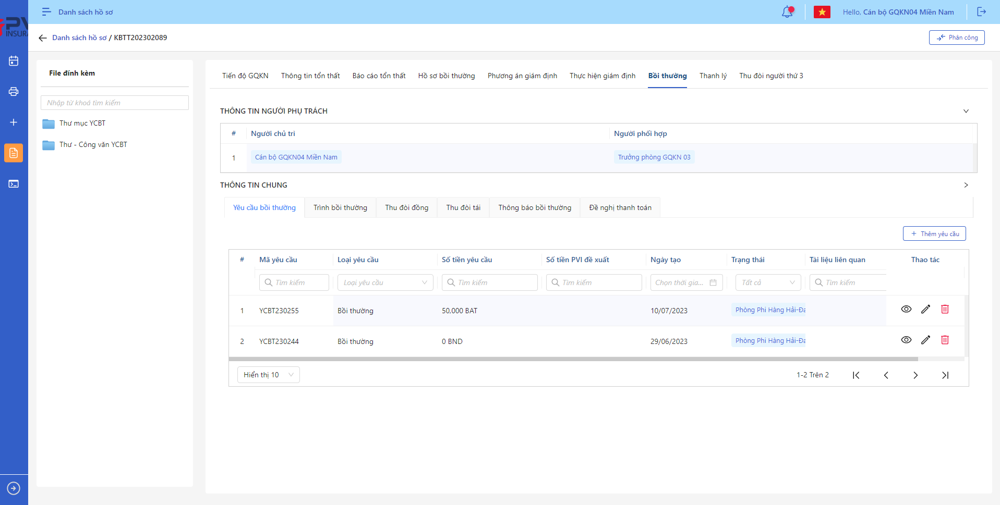 Danh sách hồ sơ
Hello, Cán bộ GQKN04 Miền Nam
Danh sách hồ sơ / KBTT202302089
Phân công
File đính kèm
Nhập từ khoá tìm kiếm
Thư mục YCBT
Thư - Công văn YCBT
Tiến độ GQKN
Thông tin tổn thất
Báo cáo tổn thất
Hồ sơ bồi thường
Phương án giám định
Thực hiện giám định
Bồi thường
Thanh lý
Thu đòi người thứ 3
THÔNG TIN NGƯỜI PHỤ TRÁCH
# Người chủ trì Người phối hợp
1 Cán bộ GQKN04 Miền Nam Trưởng phòng GQKN 03
THÔNG TIN CHUNG
Yêu cầu bồi thường
Trình bồi thường
Thu đòi đồng
Thu đòi tái
Thông báo bồi thường
Đề nghị thanh toán
Thêm yêu cầu
# Mã yêu cầu Loại yêu cầu Số tiền yêu cầu Số tiền PVI đề xuất Ngày tạo Trạng thái Tài liệu liên quan Thao tác
Tìm kiếm Loại yêu cầu Tìm kiếm Tìm kiếm Chọn thời gia... Tất cả Tìm kiếm
1 YCBT230255 Bồi thường 50,000 BAT 10/07/2023 Phòng Phi Hàng Hải-Đa
2 YCBT230244 Bồi thường 0 BND 29/06/2023 Phòng Phi Hàng Hải-Đa
Hiển thị 10
1-2 Trên 2